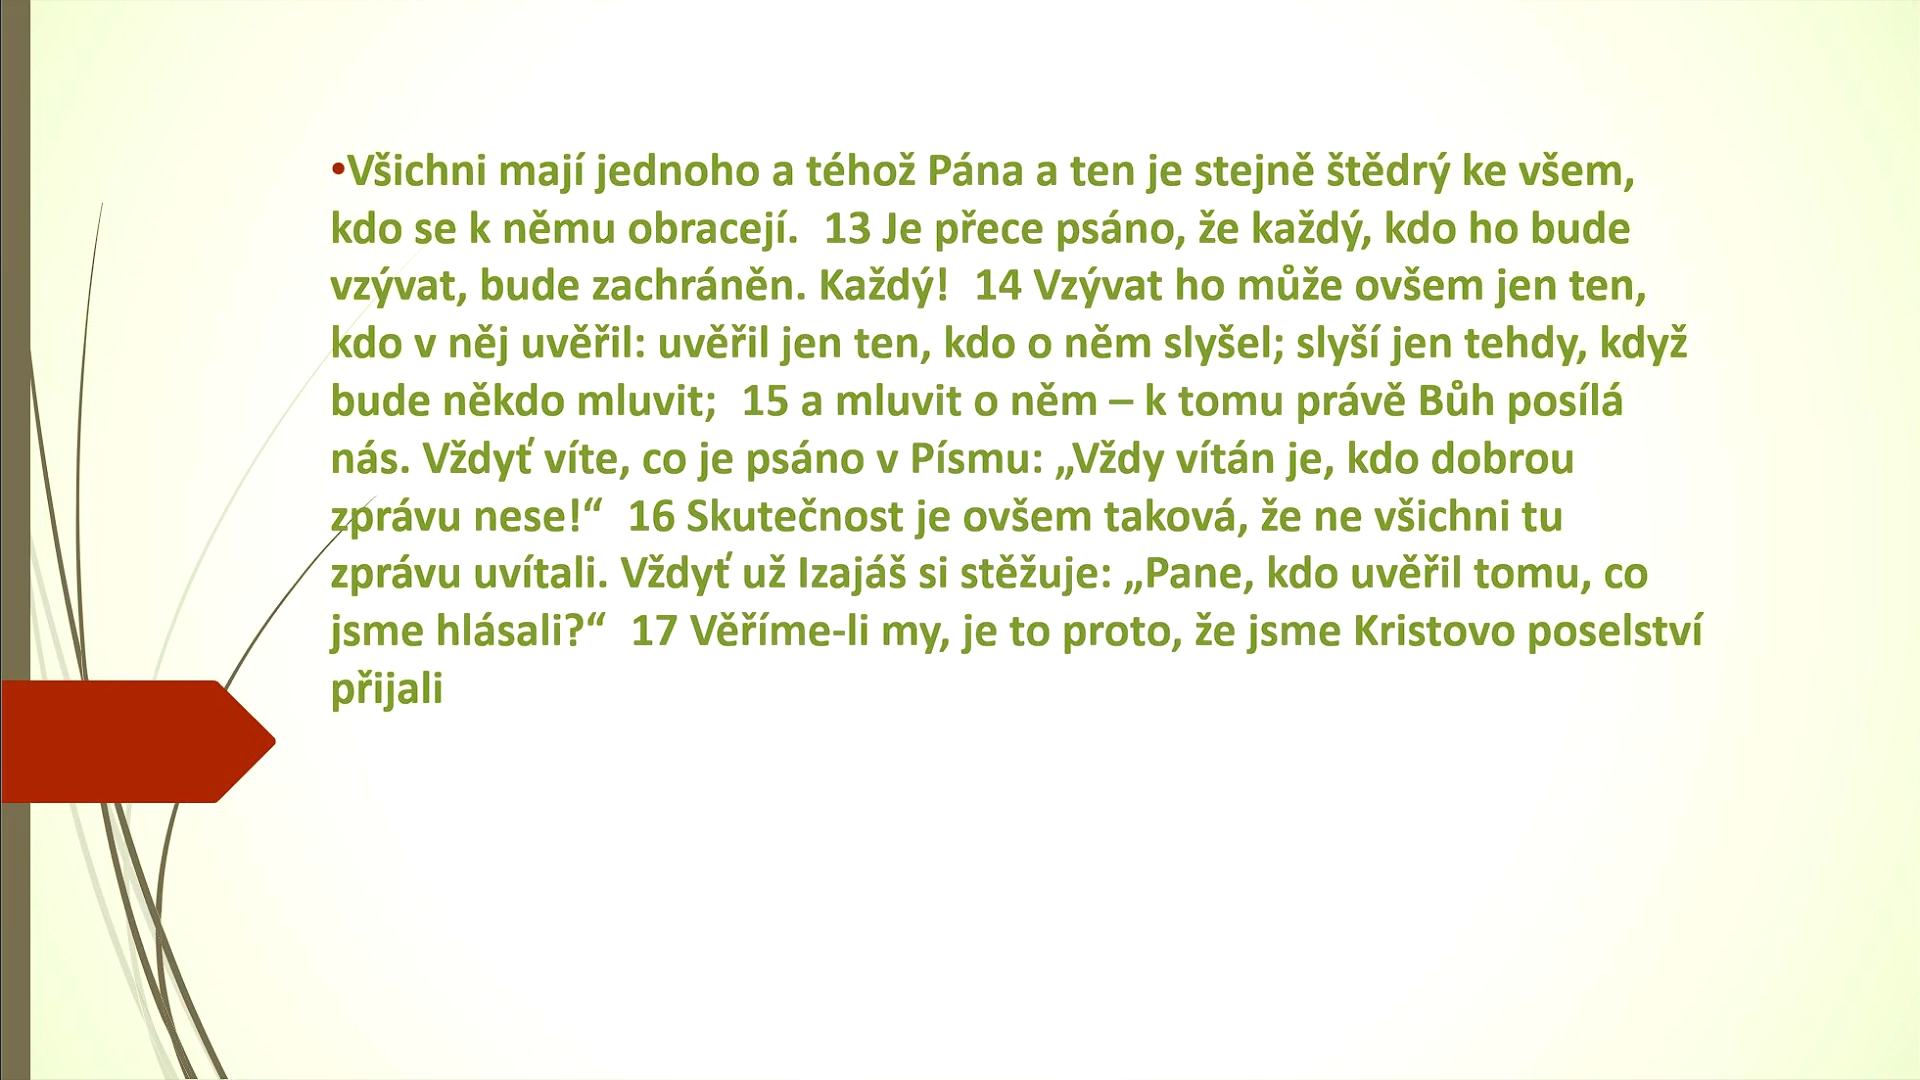 •Všichni mají jednoho a téhož Pána a ten je stejně štědrý ke všem,
kdo se k němu obracejí.  13 Je přece psáno, že každý, kdo ho bude
vzývat, bude zachráněn. Každý!  14 Vzývat ho může ovšem jen ten,
kdo v něj uvěřil: uvěřil jen ten, kdo o něm slyšel; slyší jen tehdy, když
bude někdo mluvit;  15 a mluvit o něm – k tomu právě Bůh posílá
nás. Vždyť víte, co je psáno v Písmu: „Vždy vítán je, kdo dobrou
zprávu nese!“  16 Skutečnost je ovšem taková, že ne všichni tu
zprávu uvítali. Vždyť už Izajáš si stěžuje: „Pane, kdo uvěřil tomu, co
jsme hlásali?“  17 Věříme-li my, je to proto, že jsme Kristovo poselství
přijali